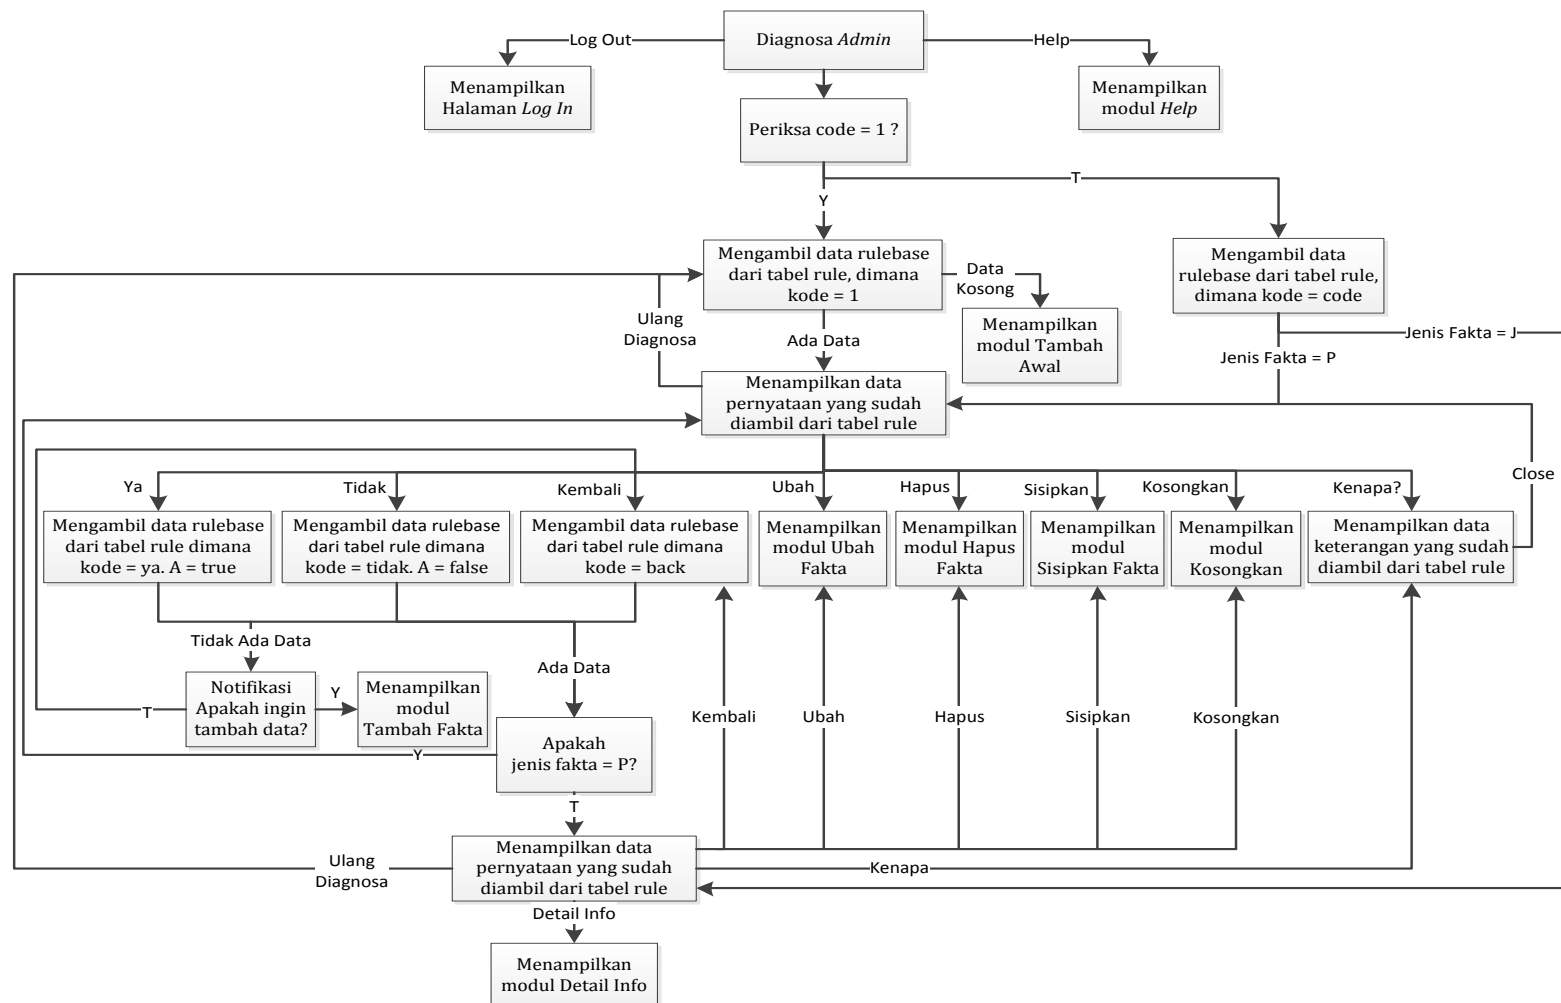 Log Out
Diagnosa Admin
Help
Menampilkan
Halaman Log In
Menampilkan
modul Help
Periksa code = 1 ?
T
Y
Mengambil data rulebase
dari tabel rule, dimana
kode = 1
Data
Kosong
Mengambil data
rulebase dari tabel rule,
dimana kode = code
Ulang
Diagnosa
Ada Data
Menampilkan
modul Tambah
Awal
Jenis Fakta = J
Jenis Fakta = P
Menampilkan data
pernyataan yang sudah
diambil dari tabel rule
Close
Ya
Tidak
Kembali
Ubah
Hapus
Sisipkan
Kosongkan
Kenapa?
Mengambil data rulebase
dari tabel rule dimana
kode = ya. A = true
Mengambil data rulebase
dari tabel rule dimana
kode = tidak. A = false
Mengambil data rulebase
dari tabel rule dimana
kode = back
Menampilkan
modul Ubah
Fakta
Menampilkan
modul Hapus
Fakta
Menampilkan
modul
Sisipkan Fakta
Menampilkan
modul
Kosongkan
Menampilkan data
keterangan yang sudah
diambil dari tabel rule
Tidak Ada Data
Ada Data
Notifikasi
Apakah ingin
tambah data?
Y
Menampilkan
modul
Tambah Fakta
T
Kembali
Ubah
Hapus
Sisipkan
Kosongkan
Y
Apakah
jenis fakta = P?
T
Ulang
Diagnosa
Menampilkan data
pernyataan yang sudah
diambil dari tabel rule
Kenapa
Detail Info
Menampilkan
modul Detail Info